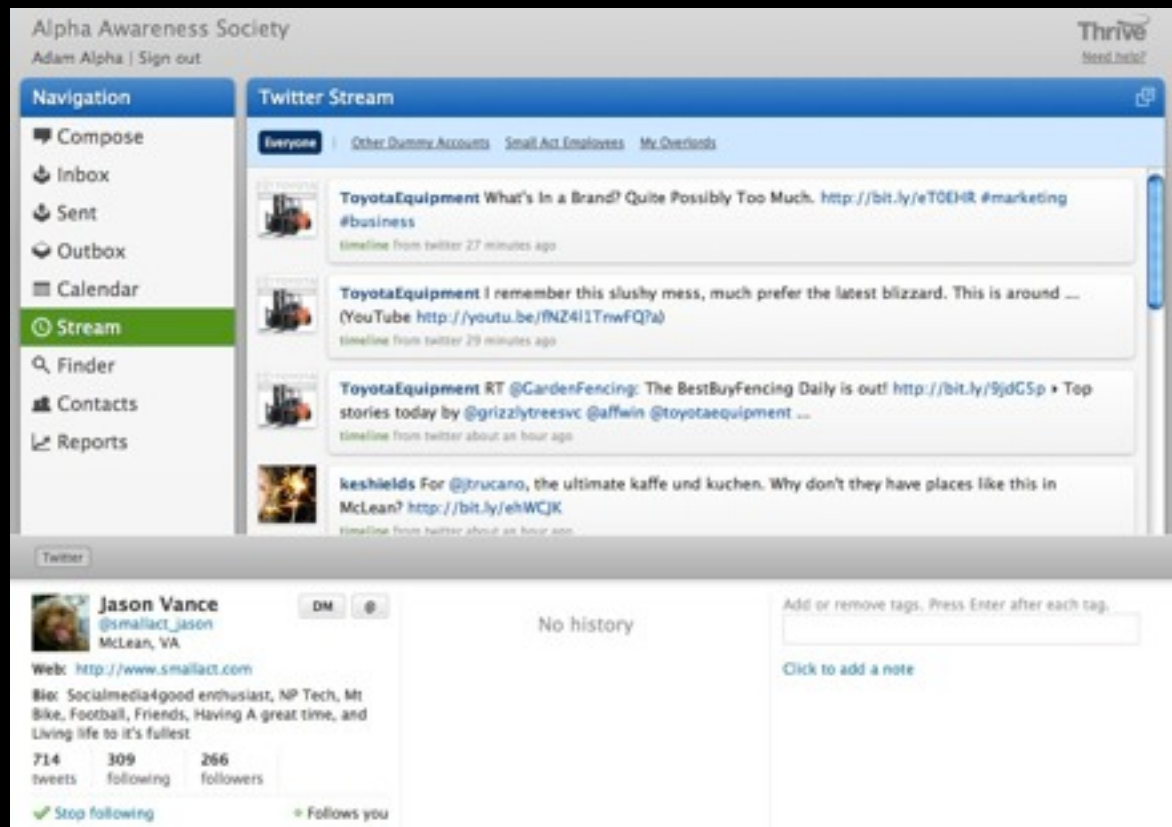 Alpha Awareness Society
Adam Alpha | Sign out
Thrive
Need help?
Navigation
Compose
Inbox
Sent
Outbox
Calendar
Stream
Finder
Contacts
Reports
Twitter Stream
Everyone | Other Dummy Accounts Small Act Employees My Overlords
ToyotaEquipment What's In a Brand? Quite Possibly Too Much. http://bit.ly/eT0EHR #marketing
#business
timeline from twitter 27 minutes ago
ToyotaEquipment I remember this slushy mess, much prefer the latest blizzard. This is around ...
(YouTube http://youtu.be/fNZ4l1TnwFQ?a)
timeline from twitter 29 minutes ago
ToyotaEquipment RT @GardenFencing: The BestBuyFencing Daily is out! http://bit.ly/9jdGSp ▸ Top
stories today by @grizzlytreesvc @affwin @toyotaequipment ...
timeline from twitter about an hour ago
keshields For @jtrucano, the ultimate kaffe und kuchen. Why don't they have places like this in
McLean? http://bit.ly/ehWCJK
timeline from twitter about an hour ago
Twitter
Jason Vance
@smallact_jason
McLean, VA
DM @
Web: http://www.smallact.com
Bio: Socialmedia4good enthusiast, NP Tech, Mt
Bike, Football, Friends, Having A great time, and
Living life to it's fullest
714 309 266
tweets following followers
Stop following + Follows you
No history
Add or remove tags. Press Enter after each tag.
Click to add a note